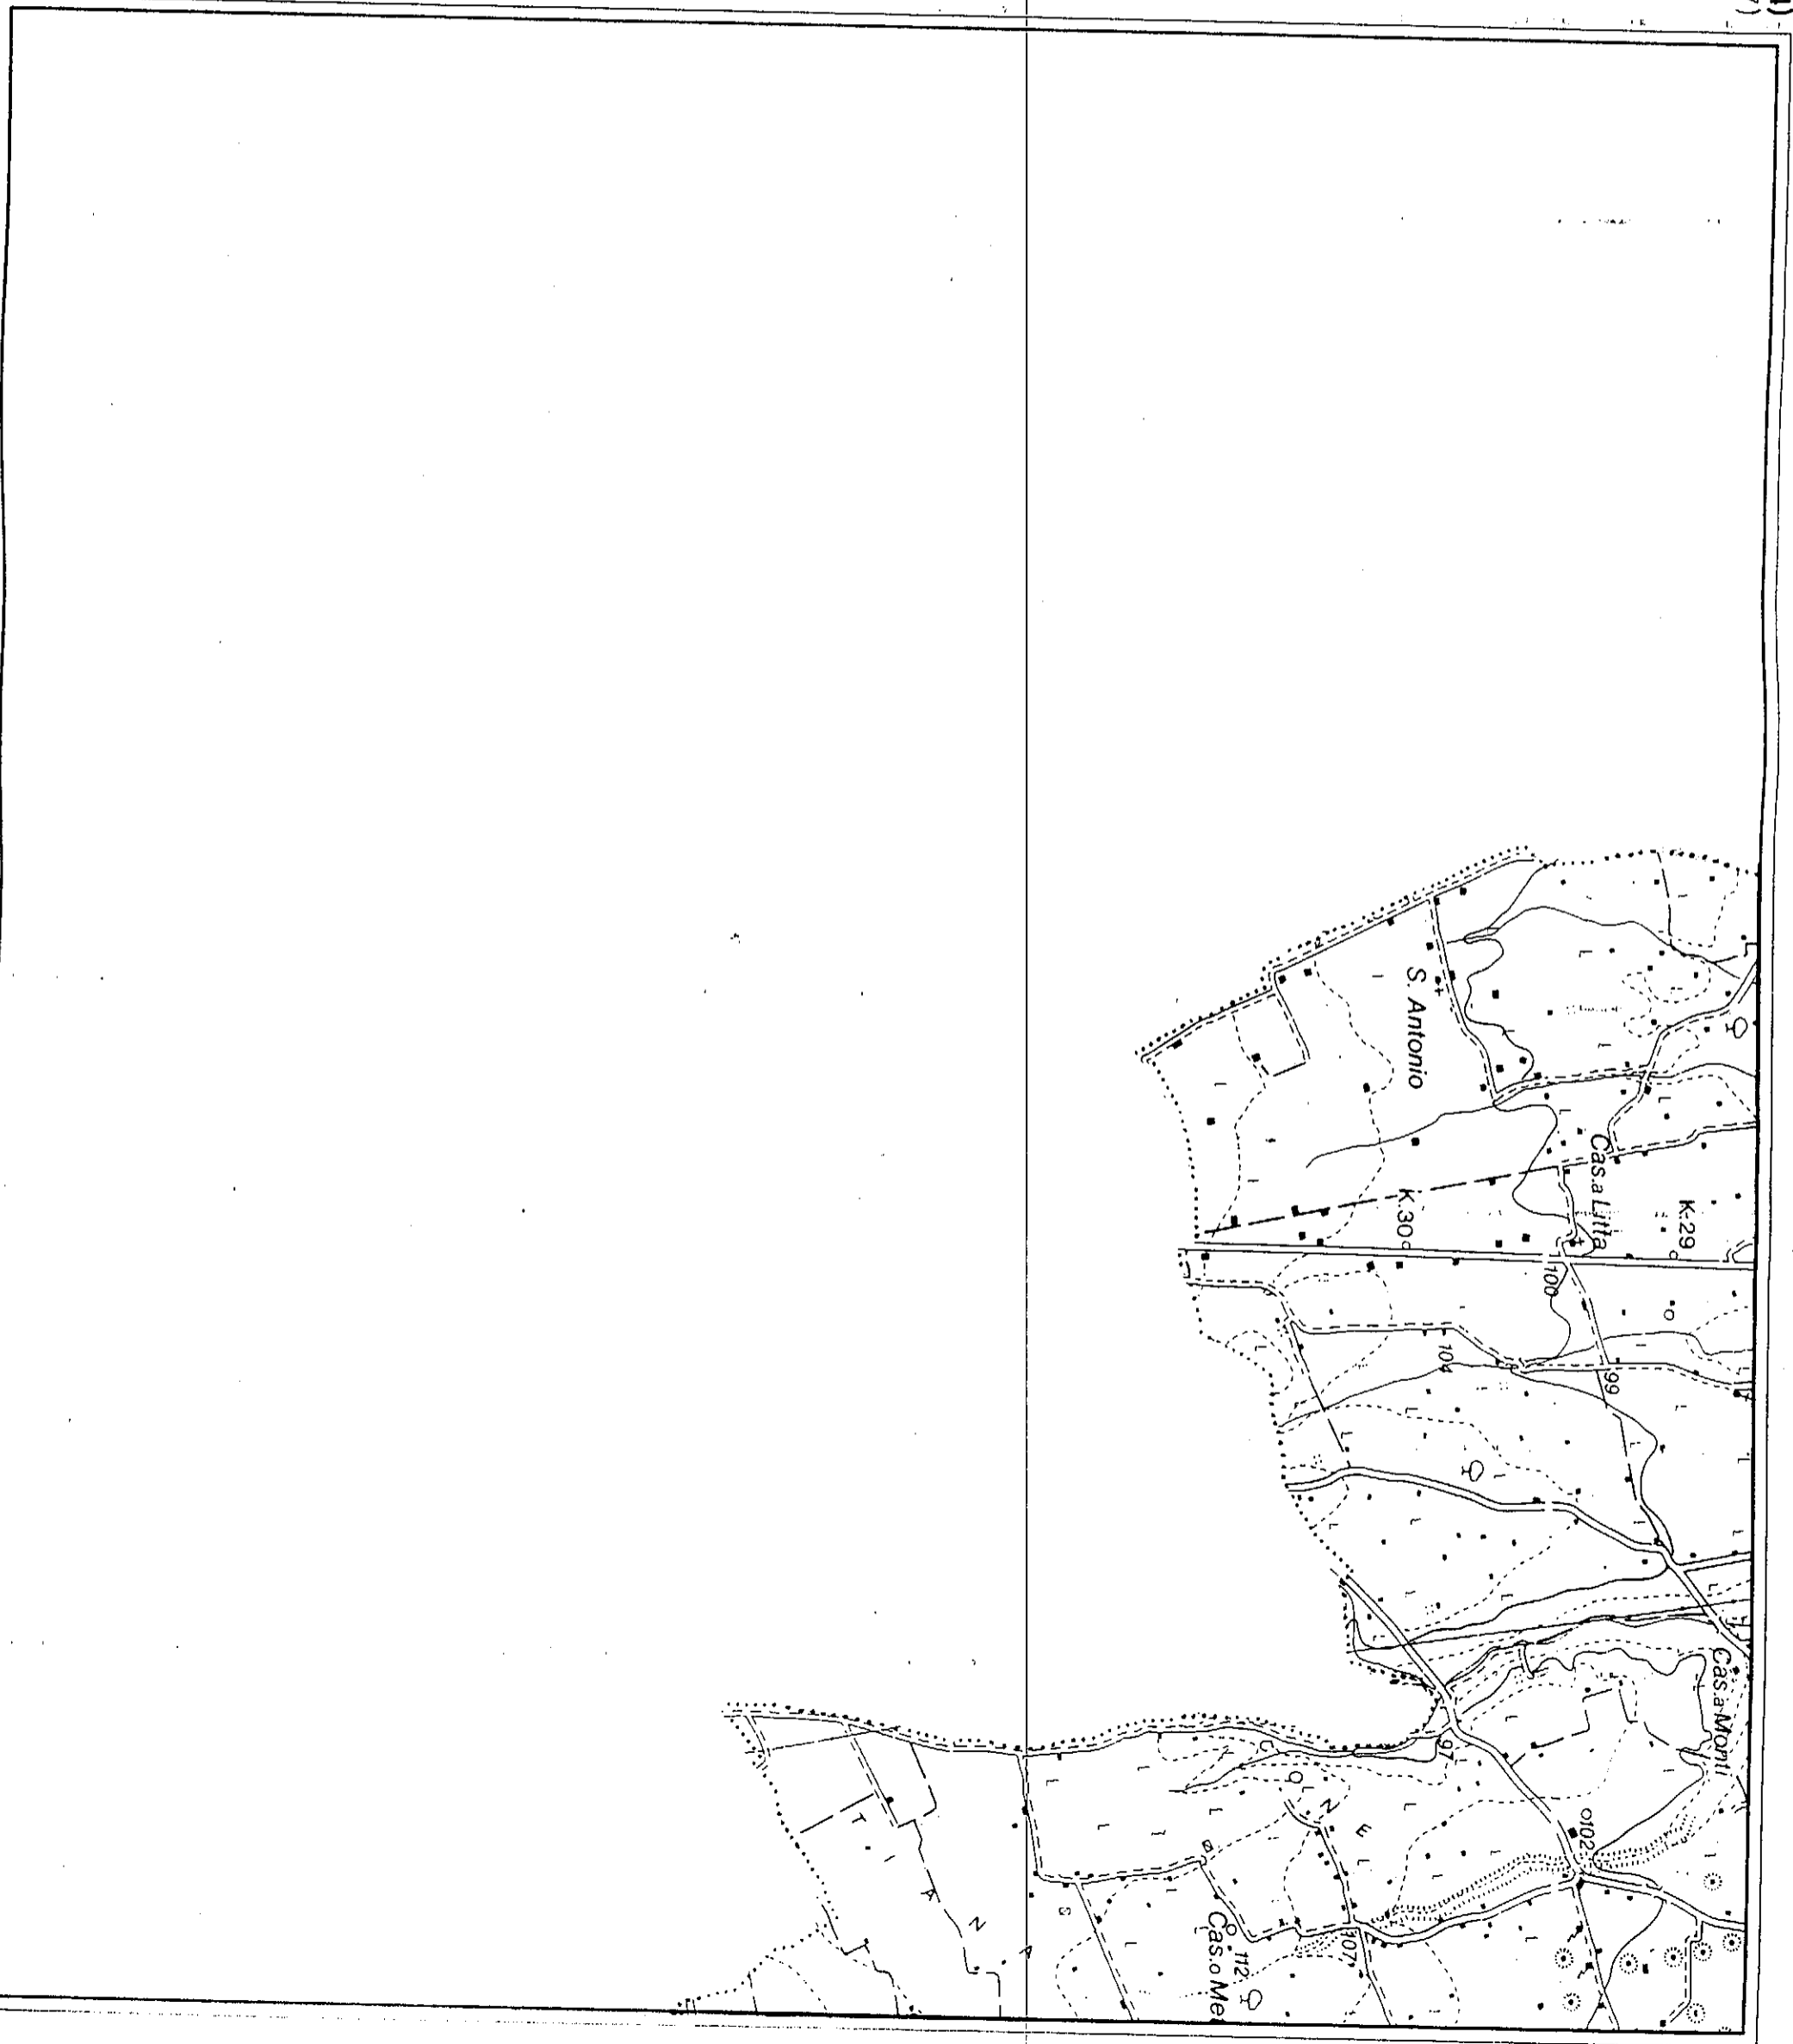 S. Antonio
Cas.a Litta
K.29
K.30
100
104
99
Cas.a Monti
97
102
C O N E
107
112
Cas.o Me
T I A N A